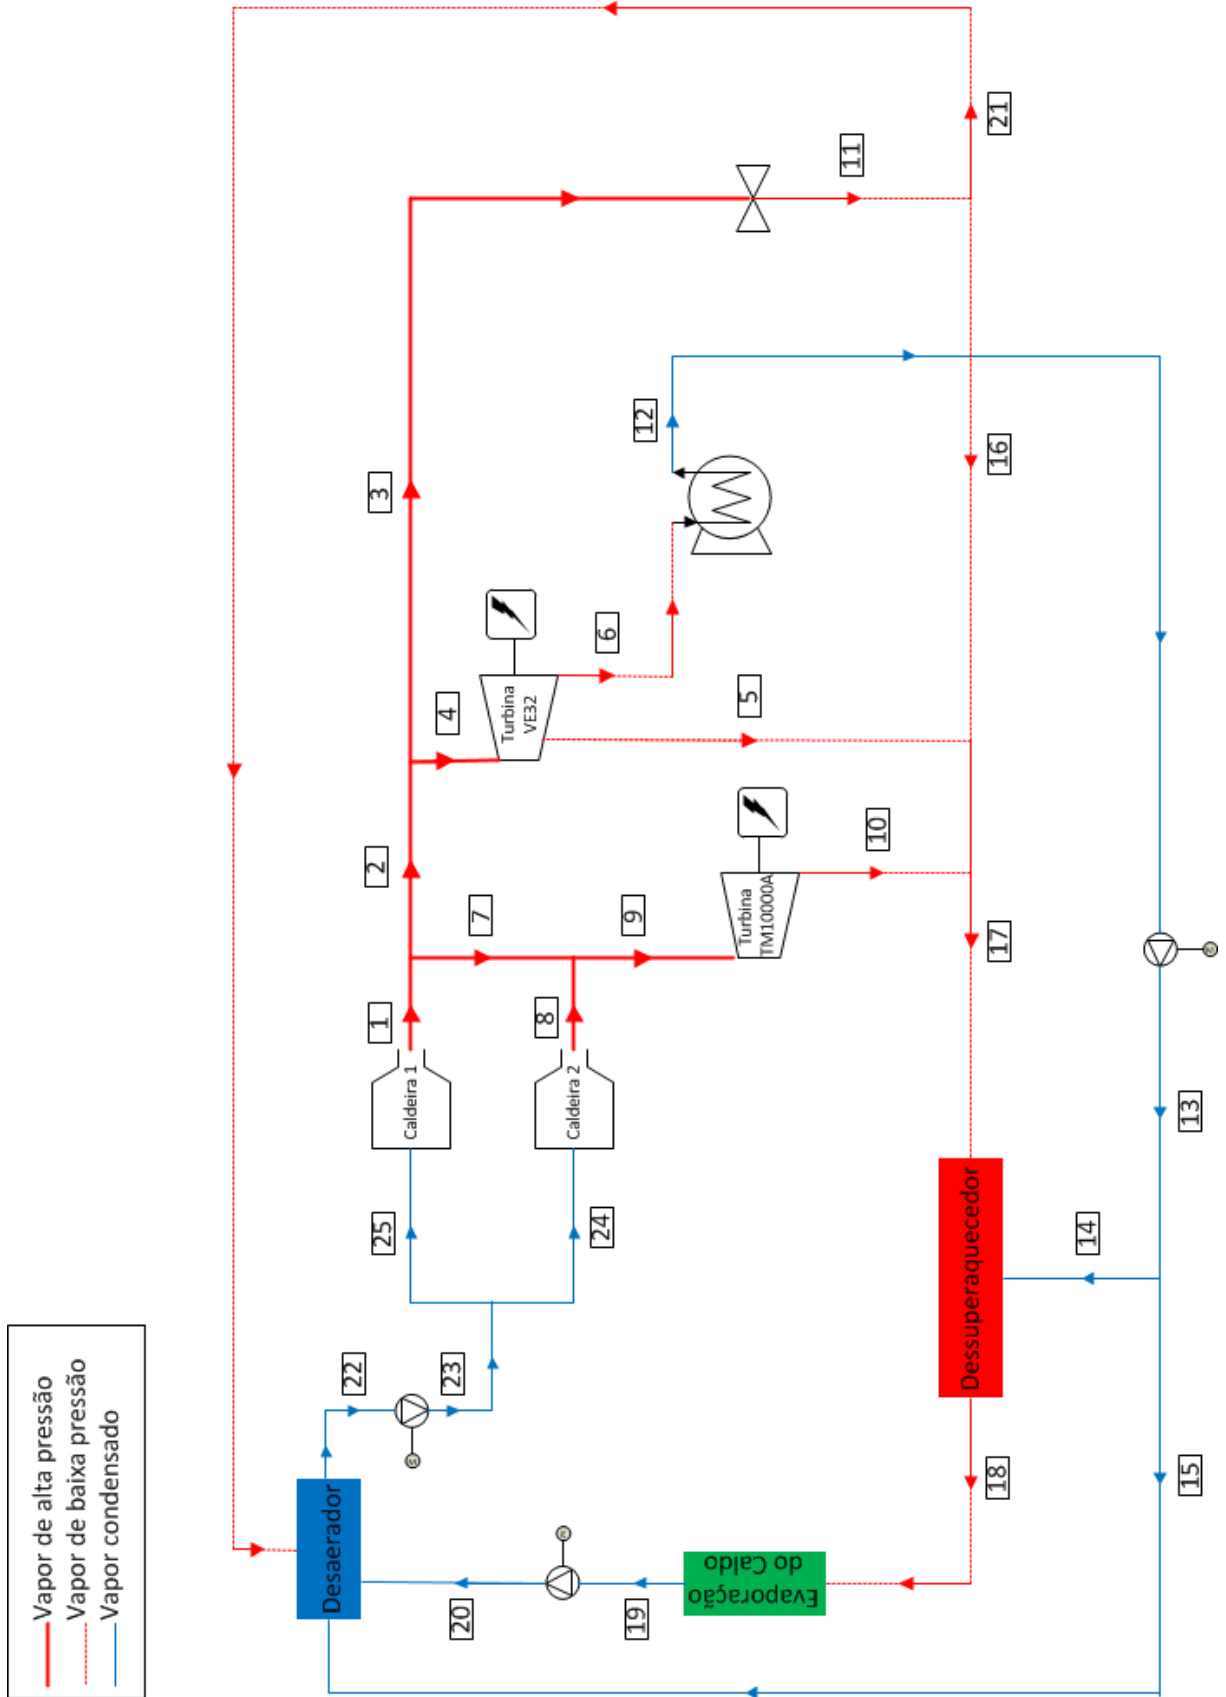 Vapor de alta pressão
Vapor de baixa pressão
Vapor condensado
Desaerador
22
23
25
24
Caldeira 1
Caldeira 2
1
8
2
7
9
3
4
Turbina
VE32
6
5
Turbina
TM10000A
10
12
11
21
16
17
13
14
15
Dessuperaquecedor
18
Evaporação
do Caldo
19
20